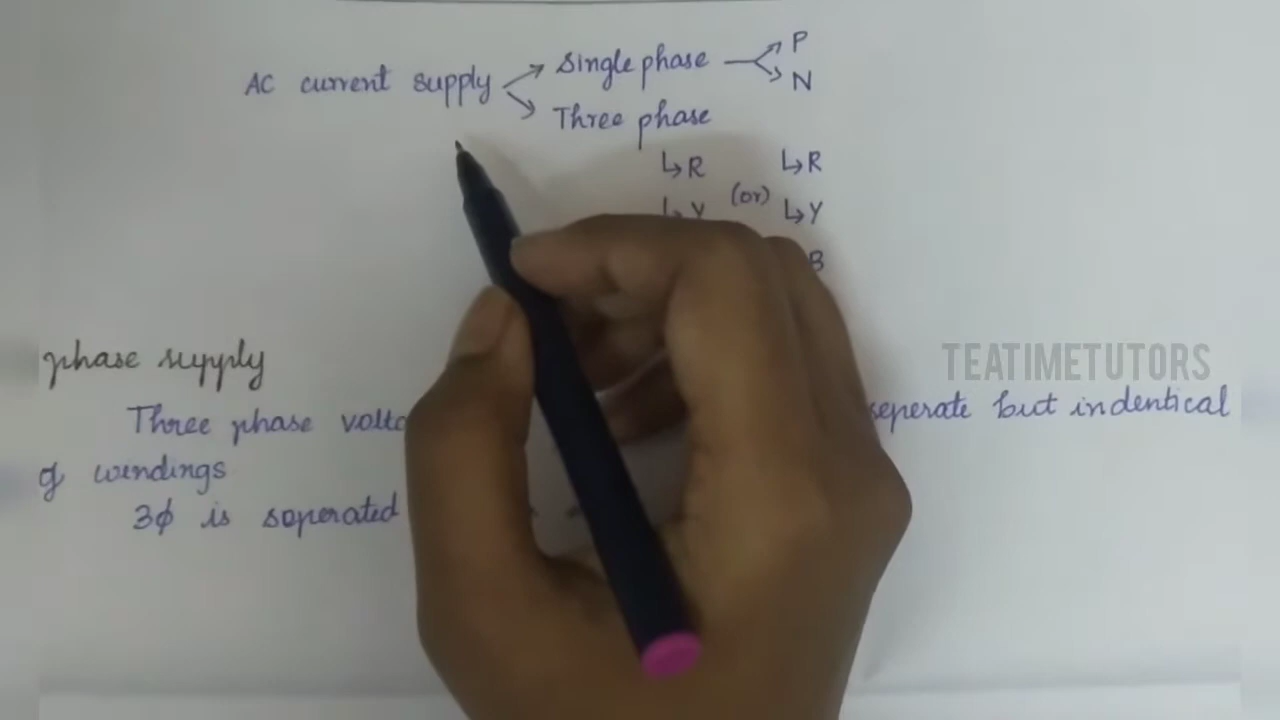 AC current supply Single phase P
N
Three phase
↳R ↳R
↳Y (or) ↳Y
B
TEATIMETUTORS
phase supply
Three phase seperate but indentical
of windings
3ϕ is seperated